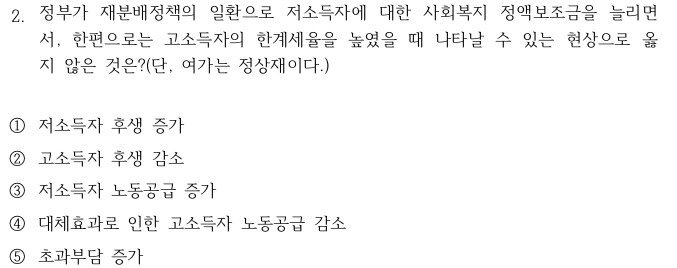 2. 정부가 재분배정책의 일환으로 저소득자에 대한 사회복지 정액보조금을 늘리면
서, 한편으로는 고소득자의 한계세율을 높였을 때 나타날 수 있는 현상으로 옳
지 않은 것은?(단, 여가는 정상재이다.)
① 저소득자 후생 증가
② 고소득자 후생 감소
③ 저소득자 노동공급 증가
④ 대체효과로 인한 고소득자 노동공급 감소
⑤ 초과부담 증가